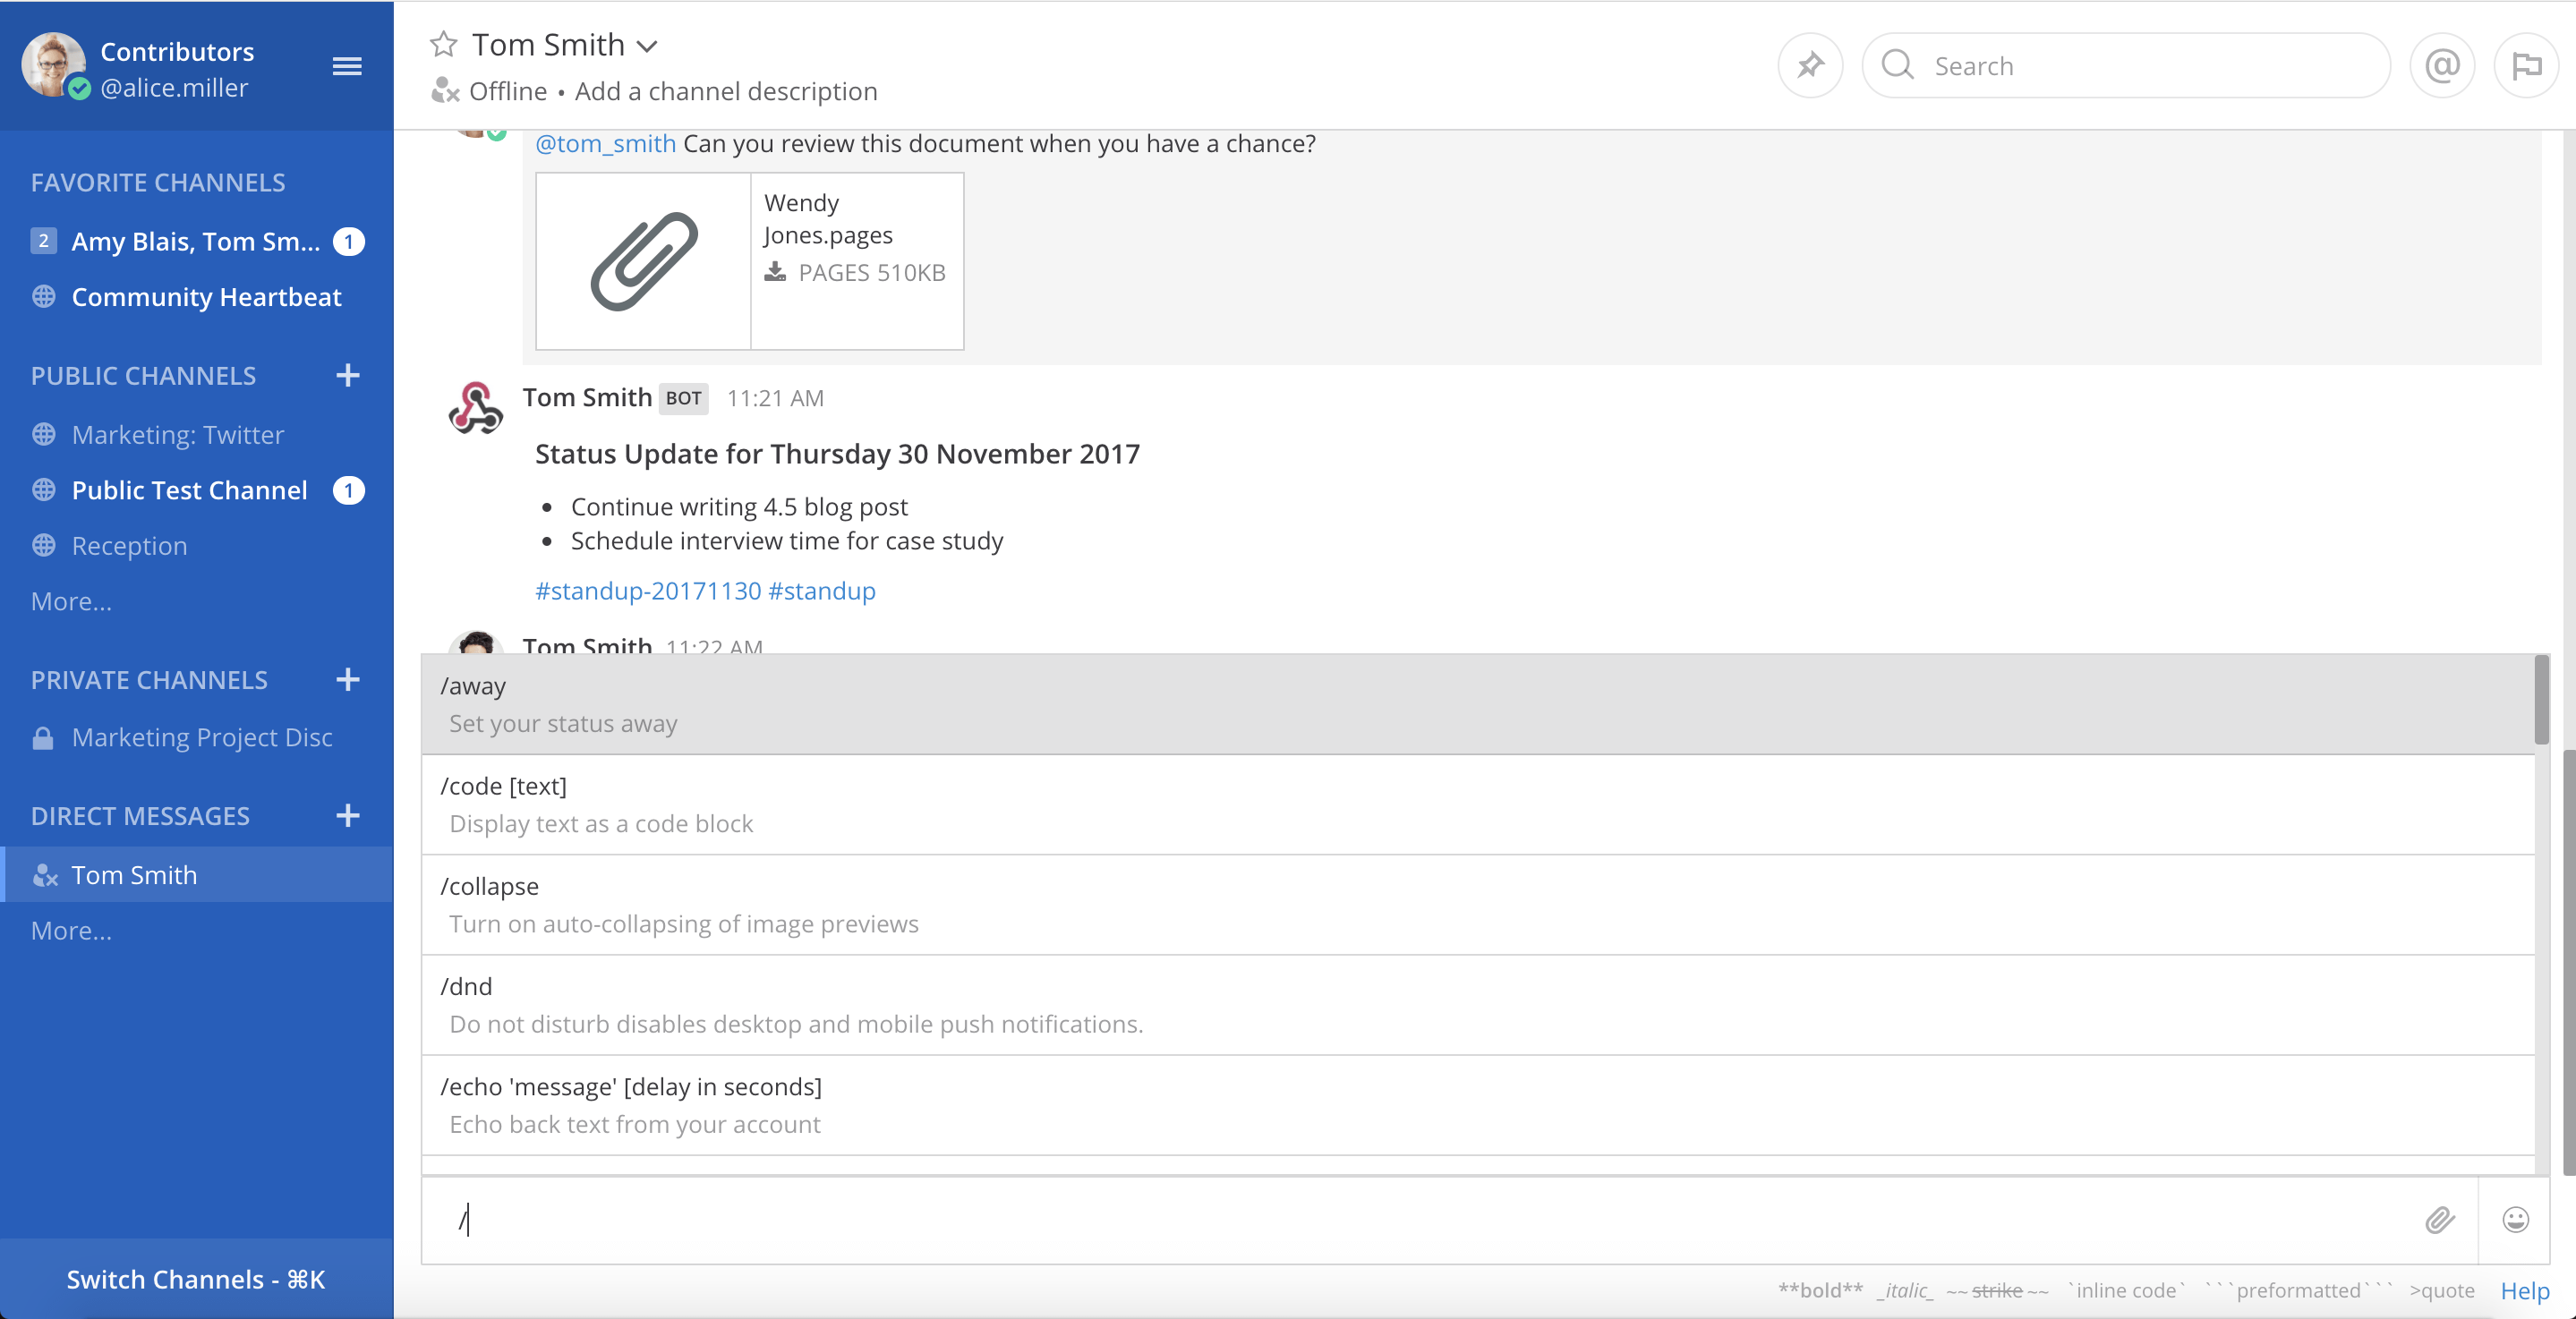 Contributors
@alice.miller
FAVORITE CHANNELS
2 Amy Blais, Tom Sm... 1
Community Heartbeat
PUBLIC CHANNELS +
Marketing: Twitter
Public Test Channel 1
Reception
More...
PRIVATE CHANNELS +
Marketing Project Disc
DIRECT MESSAGES +
Tom Smith
More...
Switch Channels - ⌘K
Tom Smith
Offline • Add a channel description
Search
@
@tom_smith Can you review this document when you have a chance?
Wendy
Jones.pages
PAGES 510KB
Tom Smith BOT 11:21 AM
Status Update for Thursday 30 November 2017
• Continue writing 4.5 blog post
• Schedule interview time for case study
#standup-20171130 #standup
Tom Smith 11:22 AM
/away
Set your status away
/code [text]
Display text as a code block
/collapse
Turn on auto-collapsing of image previews
/dnd
Do not disturb disables desktop and mobile push notifications.
/echo 'message' [delay in seconds]
Echo back text from your account
/
**bold** _italic_ ~~strike~~ `inline code` ```preformatted``` >quote Help